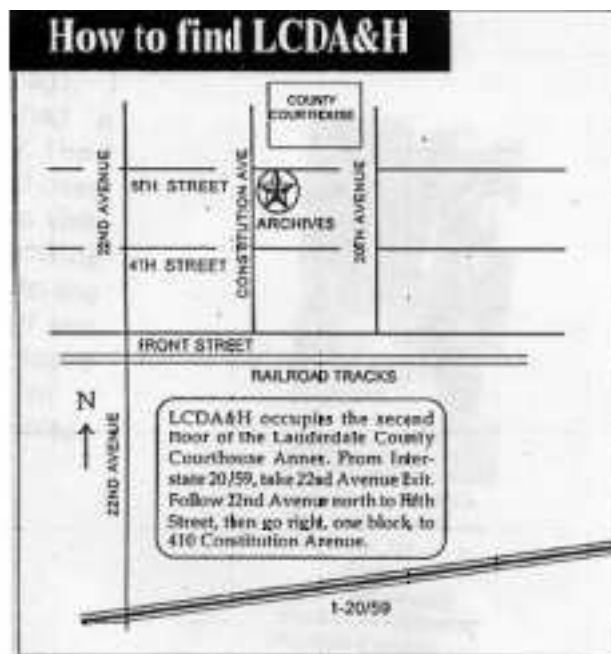 How to find LCDA&H
COUNTY
COURTHOUSE
22ND AVENUE
5TH STREET
CONSTITUTION AVE
ARCHIVES
20TH AVENUE
4TH STREET
FRONT STREET
RAILROAD TRACKS
N
22ND AVENUE
LCDA&H occupies the second
floor of the Lauderdale County
Courthouse Annex. From Inter-
state 20/59, take 22nd Avenue Exit.
Follow 22nd Avenue north to Fifth
Street, then go right, one block, to
410 Constitution Avenue.
I-20/59